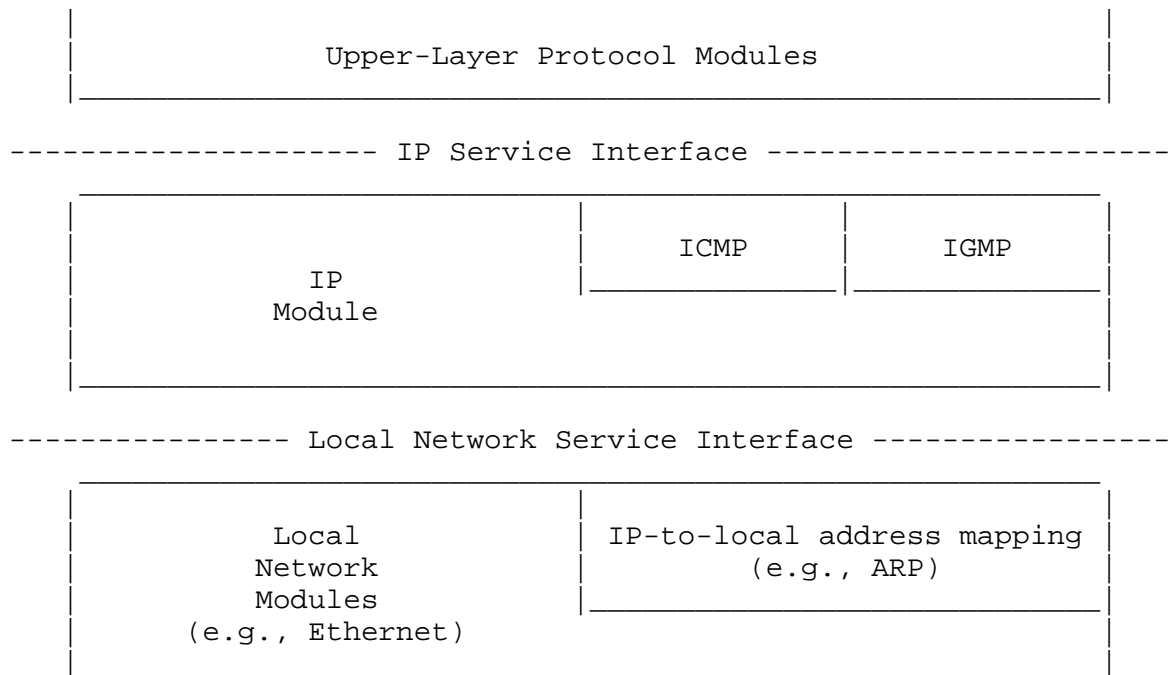 Upper-Layer Protocol Modules
IP Service Interface
ICMP IGMP
IP
Module
Local Network Service Interface
Local IP-to-local address mapping
Network (e.g., ARP)
Modules
(e.g., Ethernet)